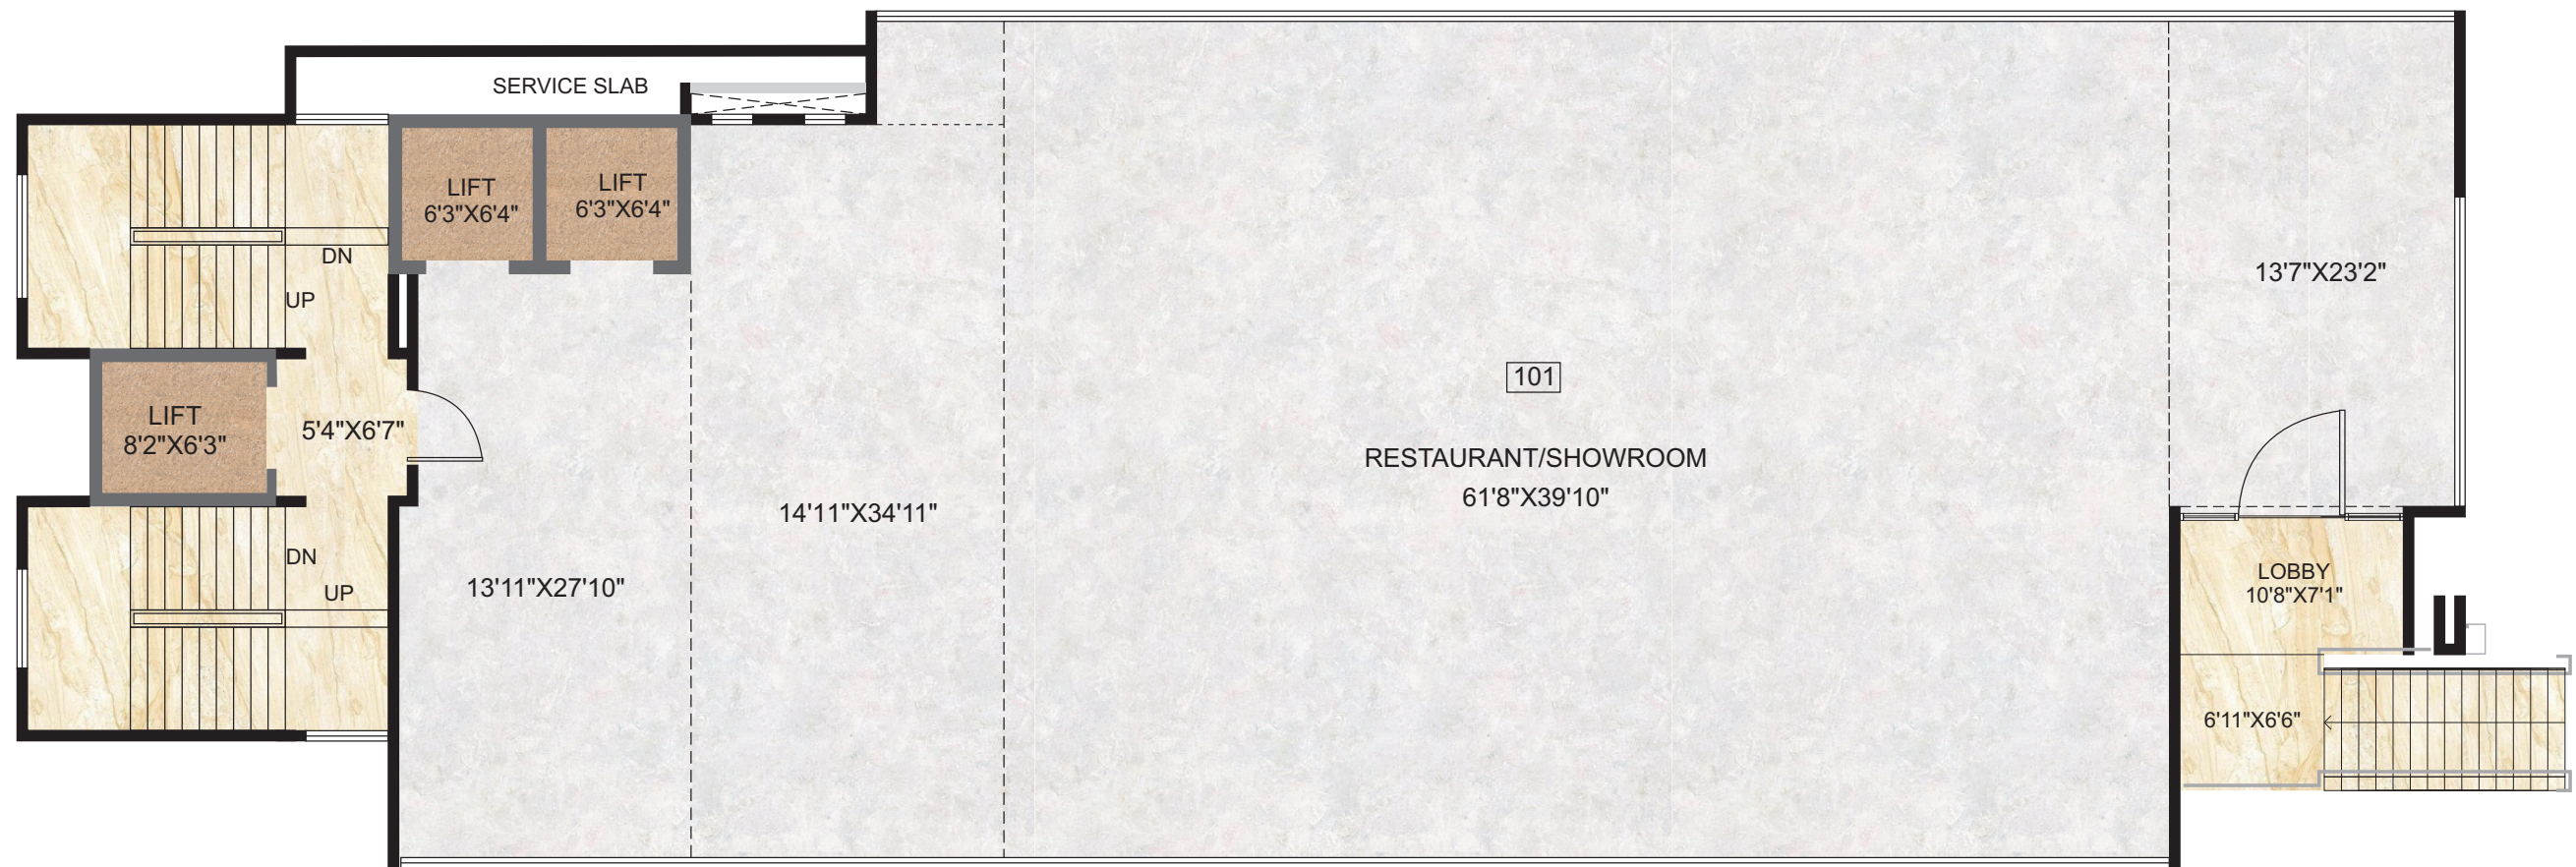 SERVICE SLAB
LIFT
6'3"X6'4"
LIFT
6'3"X6'4"
DN
UP
13'7"X23'2"
101
LIFT
8'2"X6'3"
5'4"X6'7"
RESTAURANT/SHOWROOM
61'8"X39'10"
14'11"X34'11"
DN
UP
13'11"X27'10"
LOBBY
10'8"X7'1"
6'11"X6'6"